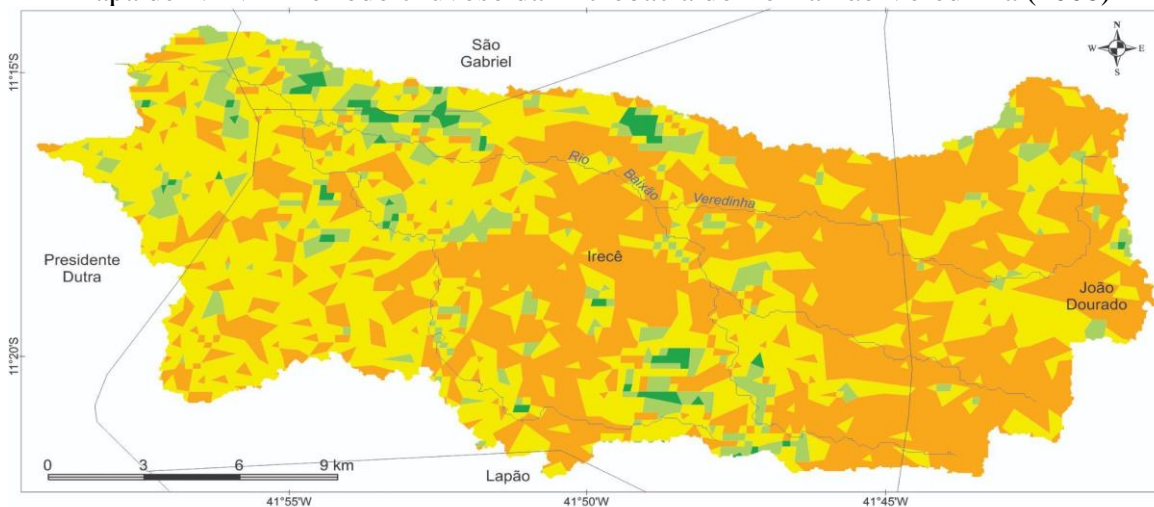 São
Gabriel
N
W E
S
11°15'S
Rio
Baixão
Veredinha
Presidente
Dutra
Irecê
João
Dourado
11°20'S
0 3 6 9 km
Lapão
41°55'W 41°50'W 41°45'W